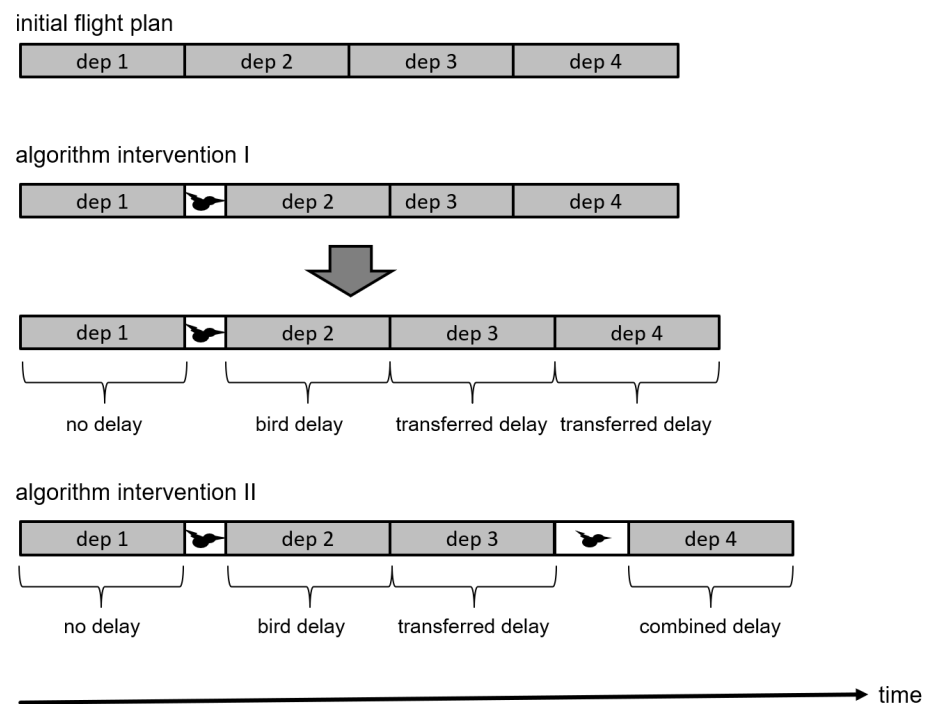 initial flight plan
dep 1 dep 2 dep 3 dep 4
algorithm intervention I
dep 1 dep 2 dep 3 dep 4
dep 1 dep 2 dep 3 dep 4
no delay bird delay transferred delay transferred delay
algorithm intervention II
dep 1 dep 2 dep 3 dep 4
no delay bird delay transferred delay combined delay
time